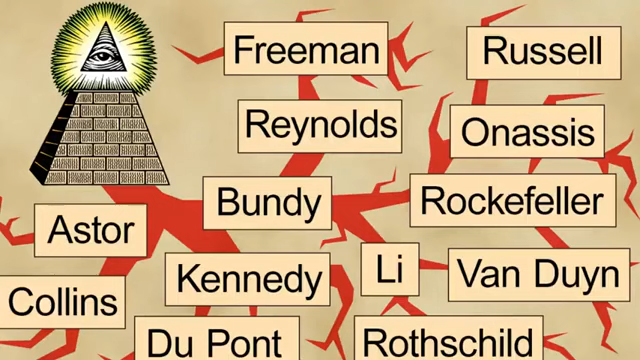 Freeman
Russell
Reynolds
Onassis
Bundy
Rockefeller
Astor
Kennedy
Li
Van Duyn
Collins
Du Pont
Rothschild